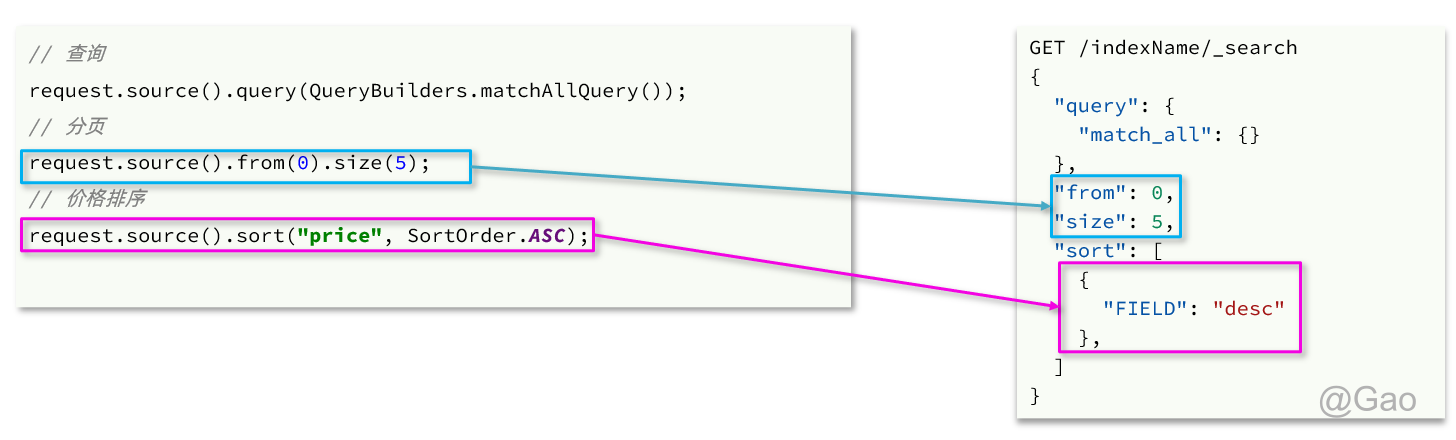 // 查询
request.source().query(QueryBuilders.matchAllQuery());
// 分页
request.source().from(0).size(5);
// 价格排序
request.source().sort("price", SortOrder.ASC);
GET /indexName/_search
{
  "query": {
    "match_all": {}
  },
  "from": 0,
  "size": 5,
  "sort": [
    {
      "FIELD": "desc"
    },
  ]
}
@Gao